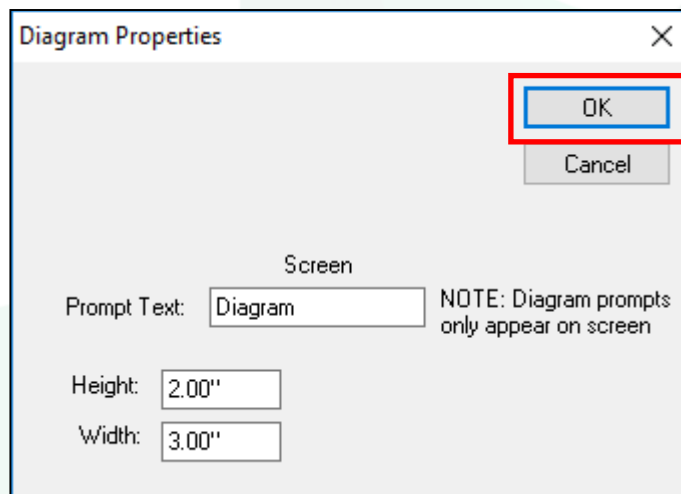 Diagram Properties
OK
Cancel
Screen
Prompt Text: Diagram NOTE: Diagram prompts
only appear on screen
Height: 2.00"
Width: 3.00"